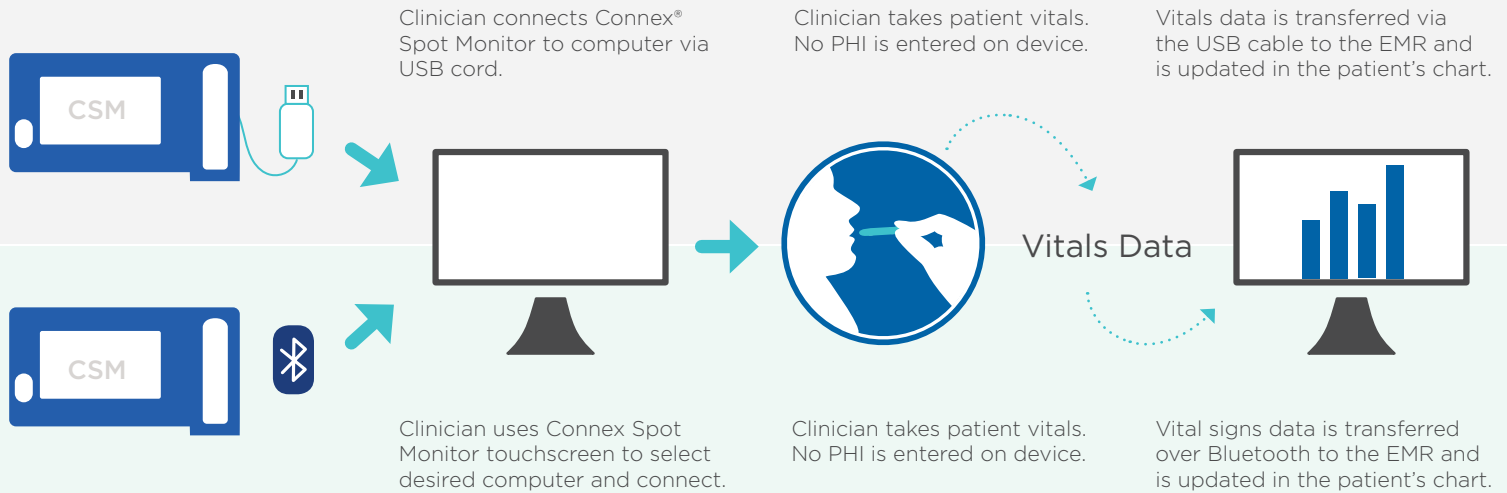 Clinician connects Connex®
Spot Monitor to computer via
USB cord.
Clinician takes patient vitals.
No PHI is entered on device.
Vitals data is transferred via
the USB cable to the EMR and
is updated in the patient's chart.
CSM
Vitals Data
CSM
Clinician uses Connex Spot
Monitor touchscreen to select
desired computer and connect.
Clinician takes patient vitals.
No PHI is entered on device.
Vital signs data is transferred
over Bluetooth to the EMR and
is updated in the patient's chart.